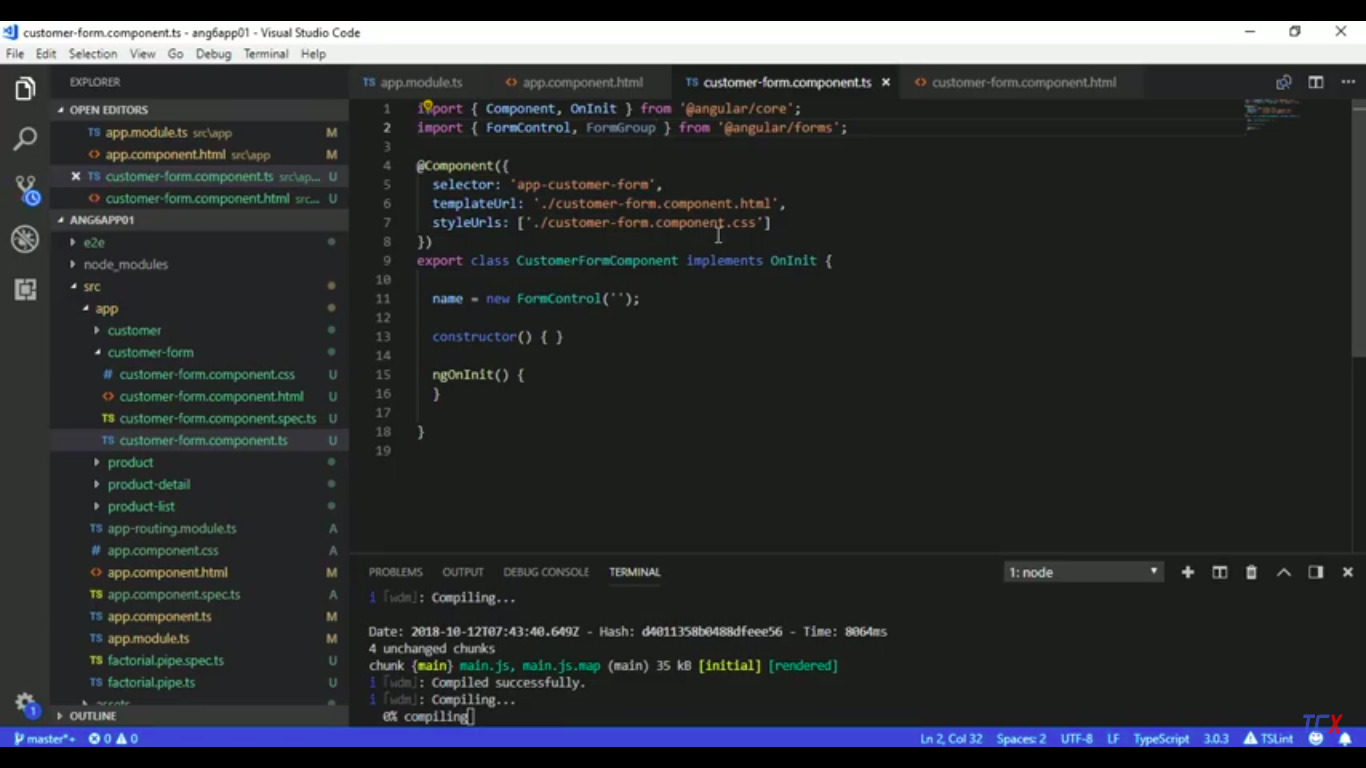 customer-form.component.ts - ang6app01 - Visual Studio Code
File Edit Selection View Go Debug Terminal Help
EXPLORER
OPEN EDITORS
TS app.module.ts src\app M
<> app.component.html src\app M
× TS customer-form.component.ts src\ap... U
<> customer-form.component.html src... U
ANG6APP01
e2e
node_modules
src
app
customer
customer-form
# customer-form.component.css U
<> customer-form.component.html U
TS customer-form.component.spec.ts U
TS customer-form.component.ts U
product
product-detail
product-list
TS app-routing.module.ts A
# app.component.css A
<> app.component.html M
TS app.component.spec.ts A
TS app.component.ts M
TS app.module.ts M
TS factorial.pipe.spec.ts U
TS factorial.pipe.ts U
assets
OUTLINE
1
TS app.module.ts <> app.component.html TS customer-form.component.ts × <> customer-form.component.html
1 import { Component, OnInit } from '@angular/core';
2 import { FormControl, FormGroup } from '@angular/forms';
3
4 @Component({
5 selector: 'app-customer-form',
6 templateUrl: './customer-form.component.html',
7 styleUrls: ['./customer-form.component.css']
8 })
9 export class CustomerFormComponent implements OnInit {
10
11 name = new FormControl(``);
12
13 constructor() { }
14
15 ngOnInit() {
16 }
17
18 }
19
PROBLEMS OUTPUT DEBUG CONSOLE TERMINAL 1: node
i ｢wdm｣: Compiling...
Date: 2018-10-12T07:43:40.649Z - Hash: d4011358b0488dfeee56 - Time: 8064ms
4 unchanged chunks
chunk {main} main.js, main.js.map (main) 35 kB [initial] [rendered]
i ｢wdm｣: Compiled successfully.
i ｢wdm｣: Compiling...
0% compiling
TCX
master*+ 0 0 Ln 2, Col 32 Spaces: 2 UTF-8 LF TypeScript 3.0.3 TSLint